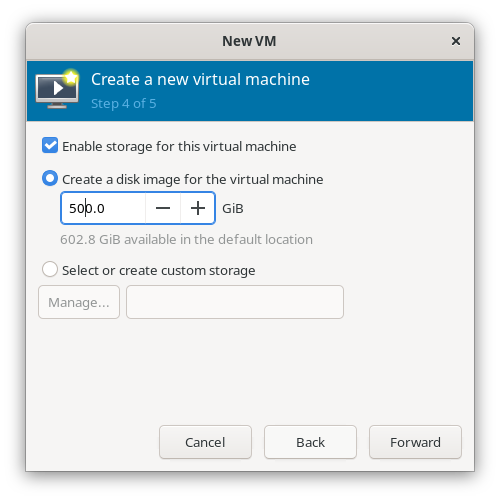 New VM
Create a new virtual machine
Step 4 of 5
Enable storage for this virtual machine
Create a disk image for the virtual machine
500.0 GiB
602.8 GiB available in the default location
Select or create custom storage
Manage...
Cancel Back Forward